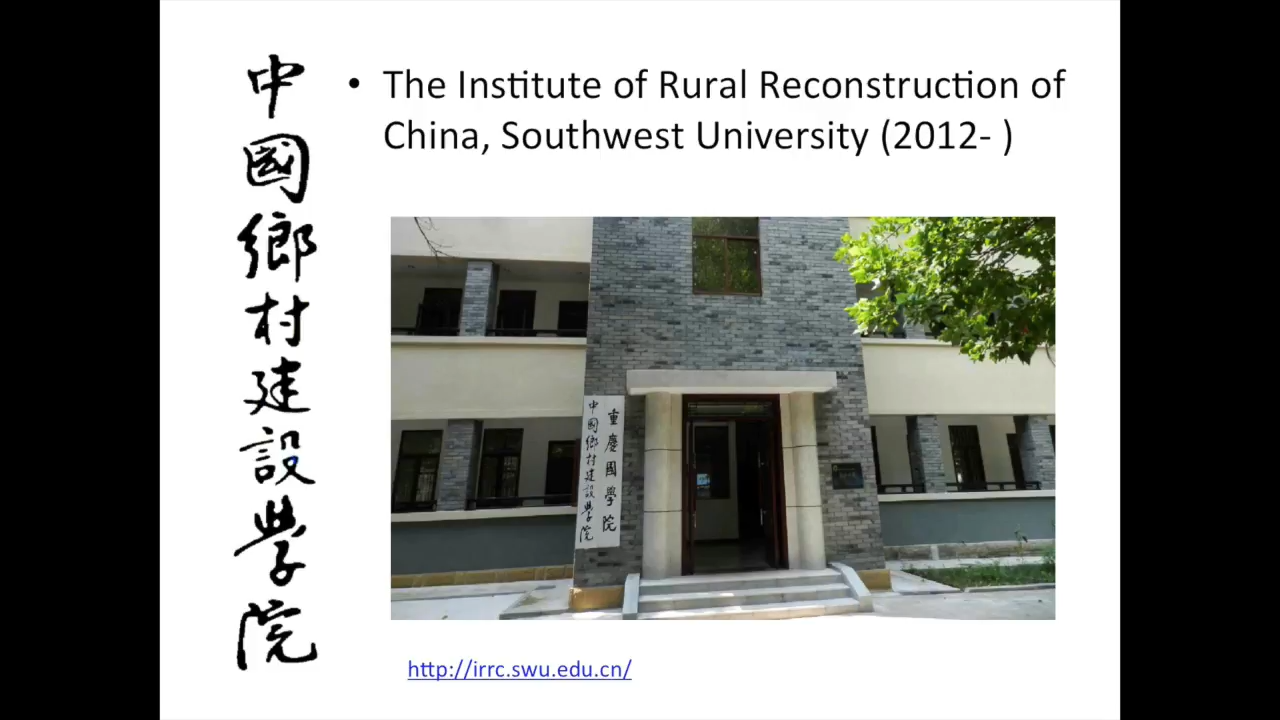 中國鄉村建設學院
• The Institute of Rural Reconstruction of
China, Southwest University (2012- )
重慶國學院
中國鄉村建設學院
http://irrc.swu.edu.cn/